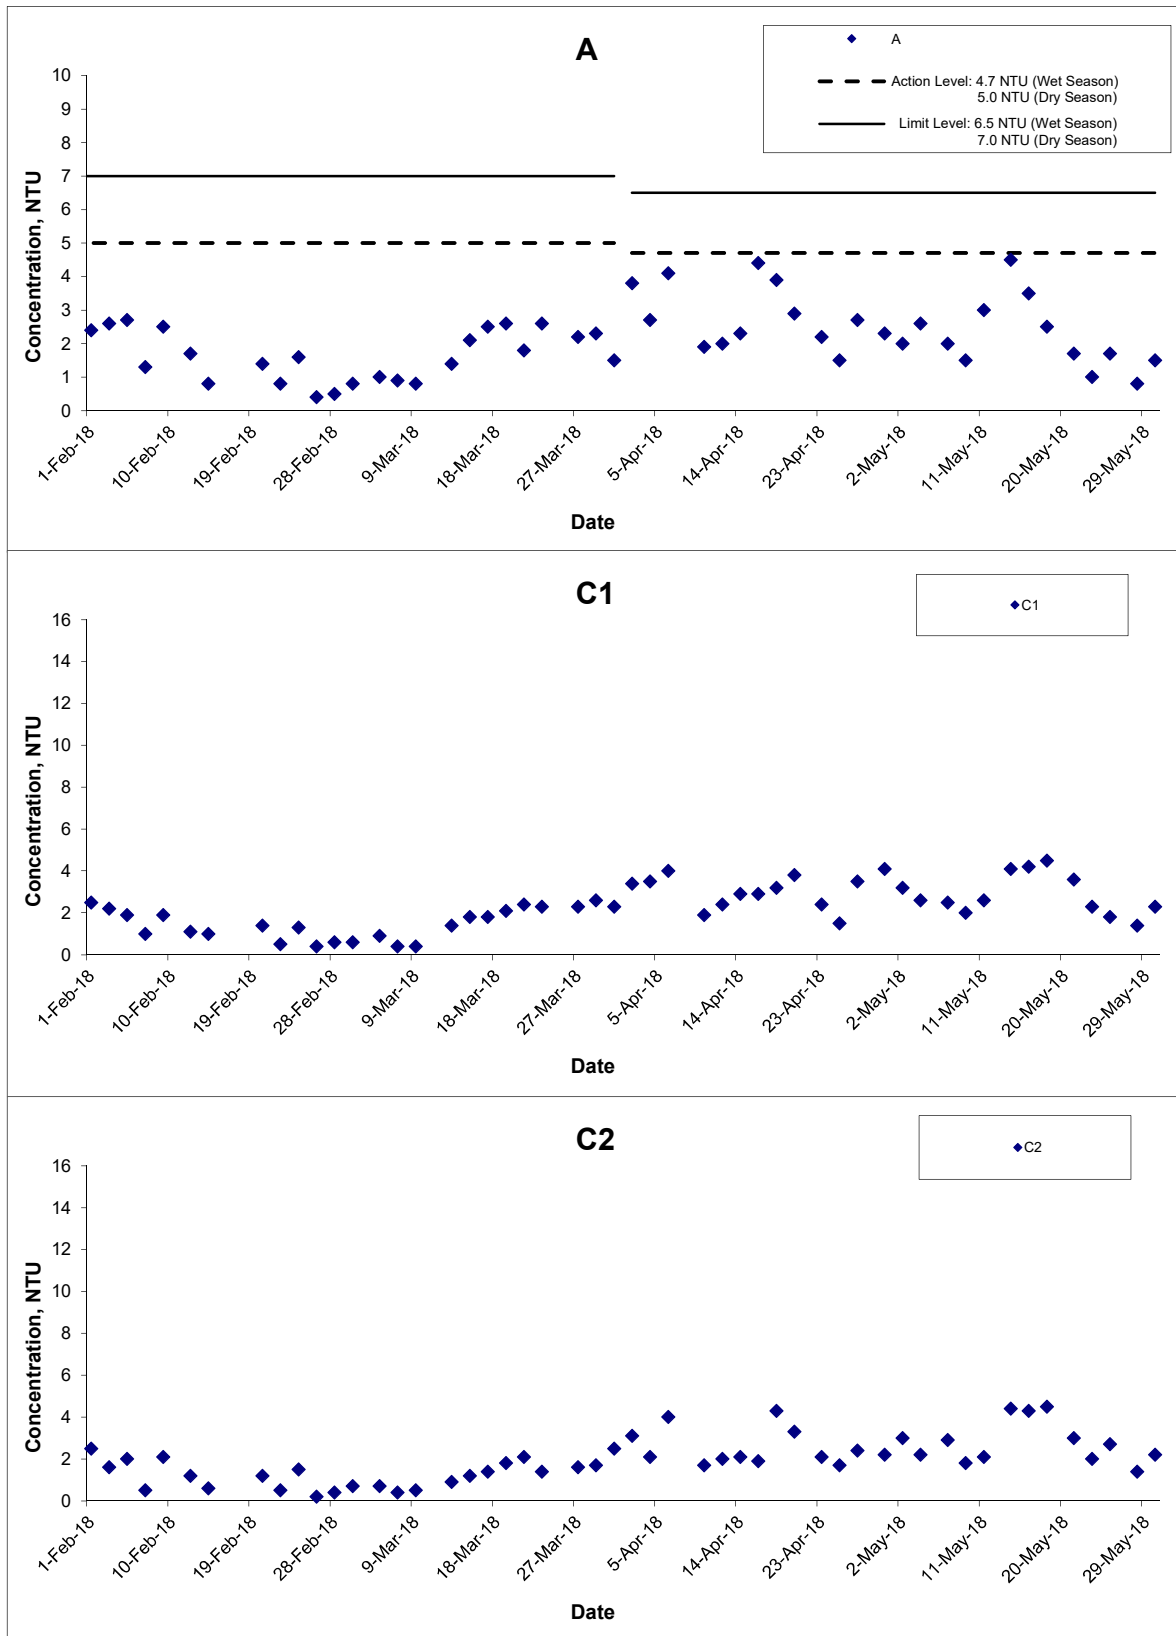 A
A
Action Level: 4.7 NTU (Wet Season)
5.0 NTU (Dry Season)
Limit Level: 6.5 NTU (Wet Season)
7.0 NTU (Dry Season)
Concentration, NTU
10
9
8
7
6
5
4
3
2
1
0
1-Feb-18
10-Feb-18
19-Feb-18
28-Feb-18
9-Mar-18
18-Mar-18
27-Mar-18
5-Apr-18
14-Apr-18
23-Apr-18
2-May-18
11-May-18
20-May-18
29-May-18
Date
C1
C1
Concentration, NTU
16
14
12
10
8
6
4
2
0
1-Feb-18
10-Feb-18
19-Feb-18
28-Feb-18
9-Mar-18
18-Mar-18
27-Mar-18
5-Apr-18
14-Apr-18
23-Apr-18
2-May-18
11-May-18
20-May-18
29-May-18
Date
C2
C2
Concentration, NTU
16
14
12
10
8
6
4
2
0
1-Feb-18
10-Feb-18
19-Feb-18
28-Feb-18
9-Mar-18
18-Mar-18
27-Mar-18
5-Apr-18
14-Apr-18
23-Apr-18
2-May-18
11-May-18
20-May-18
29-May-18
Date